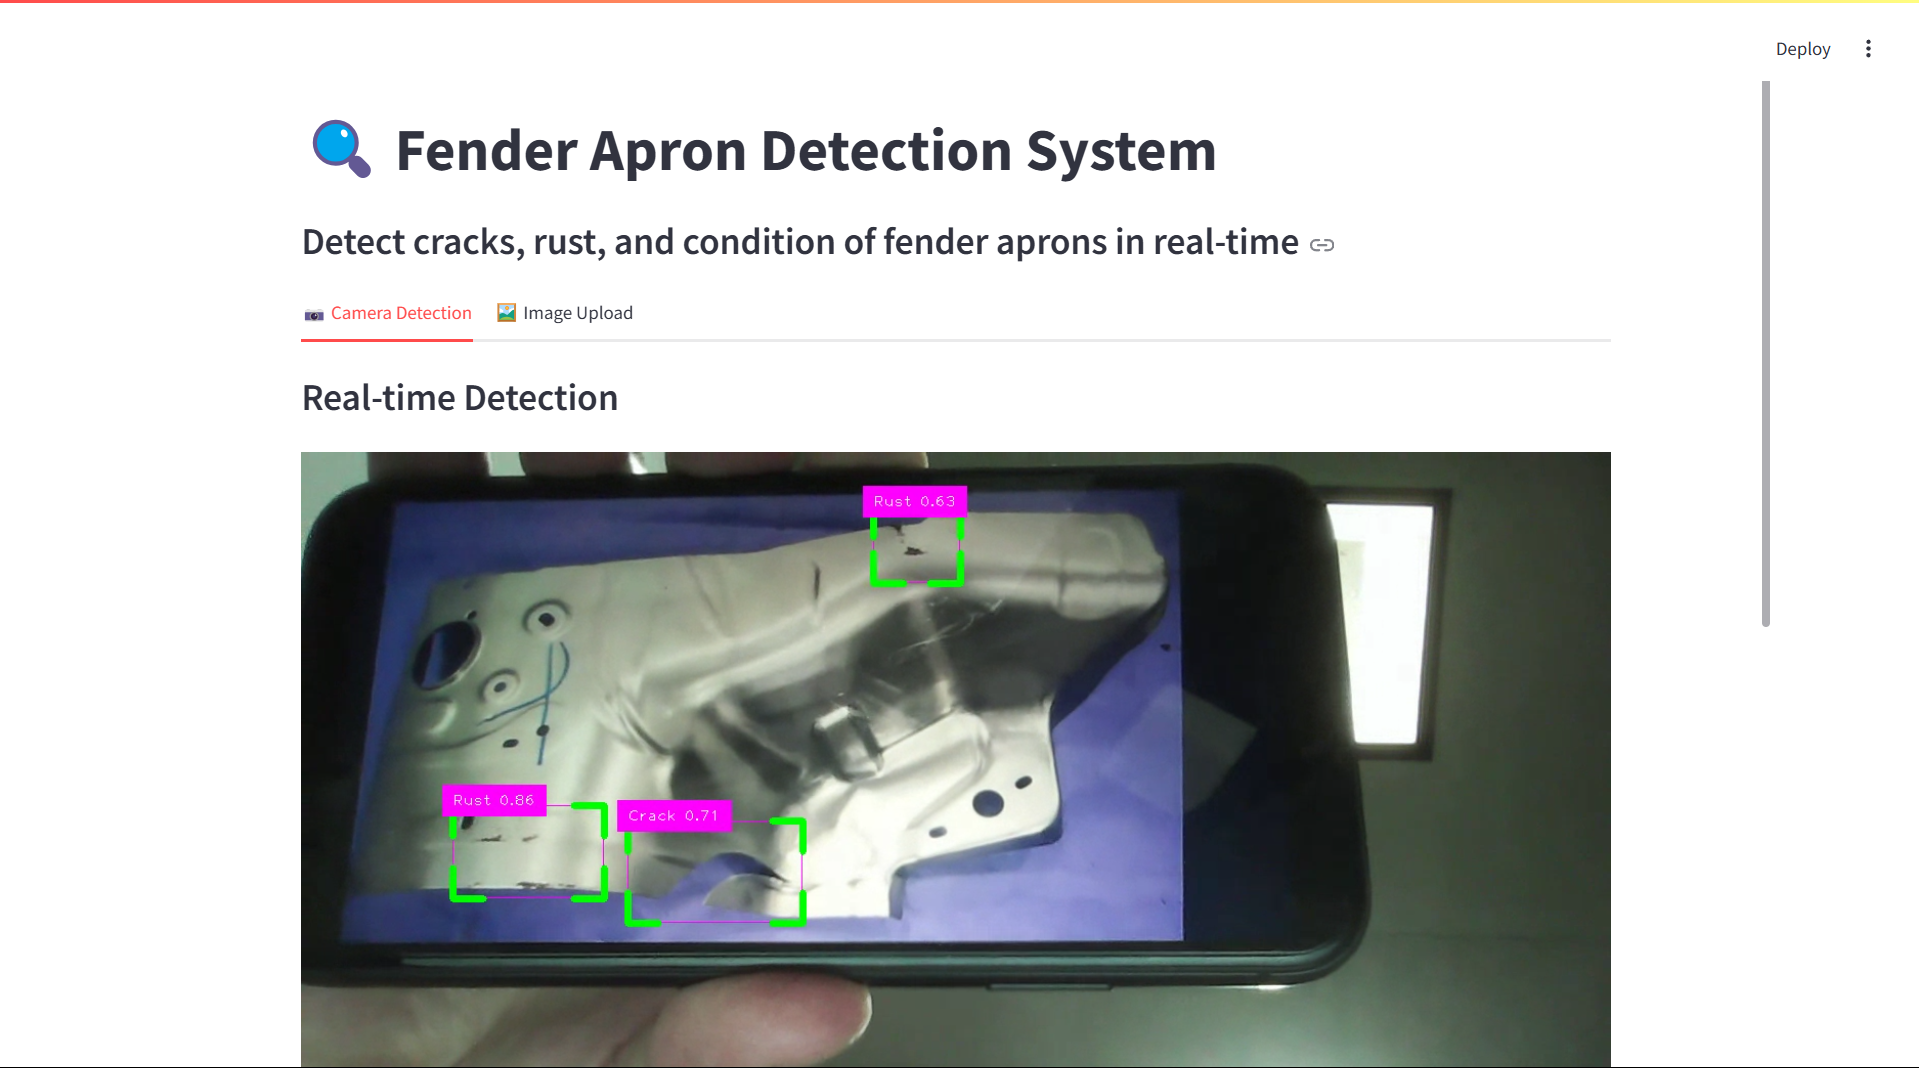 Deploy
Fender Apron Detection System
Detect cracks, rust, and condition of fender aprons in real-time
Camera Detection
Image Upload
Real-time Detection
Rust 0.63
Rust 0.86
Crack 0.71